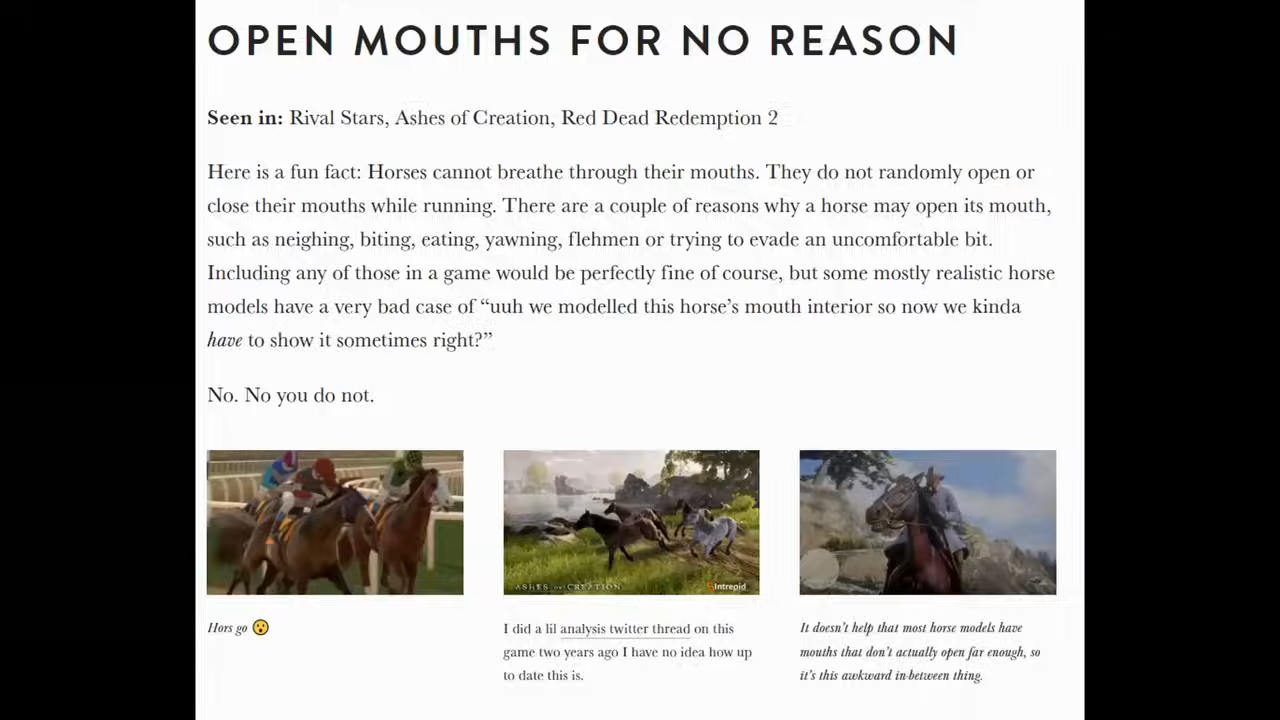 OPEN MOUTHS FOR NO REASON
Seen in: Rival Stars, Ashes of Creation, Red Dead Redemption 2
Here is a fun fact: Horses cannot breathe through their mouths. They do not randomly open or
close their mouths while running. There are a couple of reasons why a horse may open its mouth,
such as neighing, biting, eating, yawning, flehmen or trying to evade an uncomfortable bit.
Including any of those in a game would be perfectly fine of course, but some mostly realistic horse
models have a very bad case of “uuh we modelled this horse’s mouth interior so now we kinda
have to show it sometimes right?”
No. No you do not.
ASHES OF CREATION
Intrepid
Hors go 😮
I did a lil analysis twitter thread on this
game two years ago I have no idea how up
to date this is.
It doesn’t help that most horse models have
mouths that don’t actually open far enough, so
it’s this awkward in-between thing.